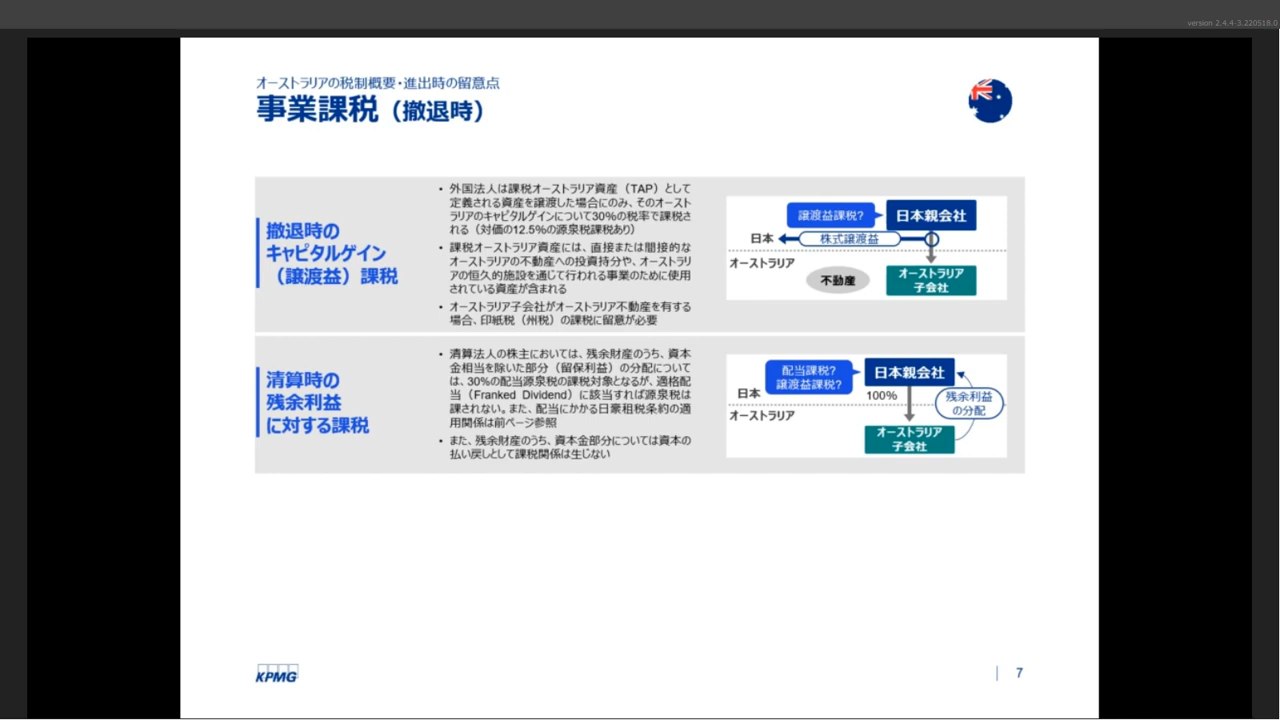 version 2.4.4-3.220518.0
オーストラリアの税制概要・進出時の留意点
事業課税（撤退時）
撤退時の
キャピタルゲイン
（譲渡益）課税
• 外国法人は課税オーストラリア資産（TAP）として
定義される資産を譲渡した場合にのみ、そのオースト
ラリアのキャピタルゲインについて30%の税率で課税さ
れる（対価の12.5%の源泉税課税あり）
• 課税オーストラリア資産には、直接または間接的な
オーストラリアの不動産への投資持分や、オーストラリ
アの恒久的施設を通じて行われる事業のために使用
されている資産が含まれる
• オーストラリア子会社がオーストラリア不動産を有する
場合、印紙税（州税）の課税に留意が必要
譲渡益課税?
日本親会社
日本
株式譲渡益
オーストラリア
不動産
オーストラリア
子会社
清算時の
残余利益
に対する課税
• 清算法人の株主においては、残余財産のうち、資本
金相当を除いた部分（留保利益）の分配について
は、30%の配当源泉税の課税対象となるが、適格配
当（Franked Dividend）に該当すれば源泉税は
課されない。また、配当にかかる日豪租税条約の適
用関係は前ページ参照
• また、残余財産のうち、資本金部分については資本の
払い戻しとして課税関係は生じない
配当課税?
譲渡益課税?
日本親会社
日本
100%
残余利益
の分配
オーストラリア
オーストラリア
子会社
KPMG
7